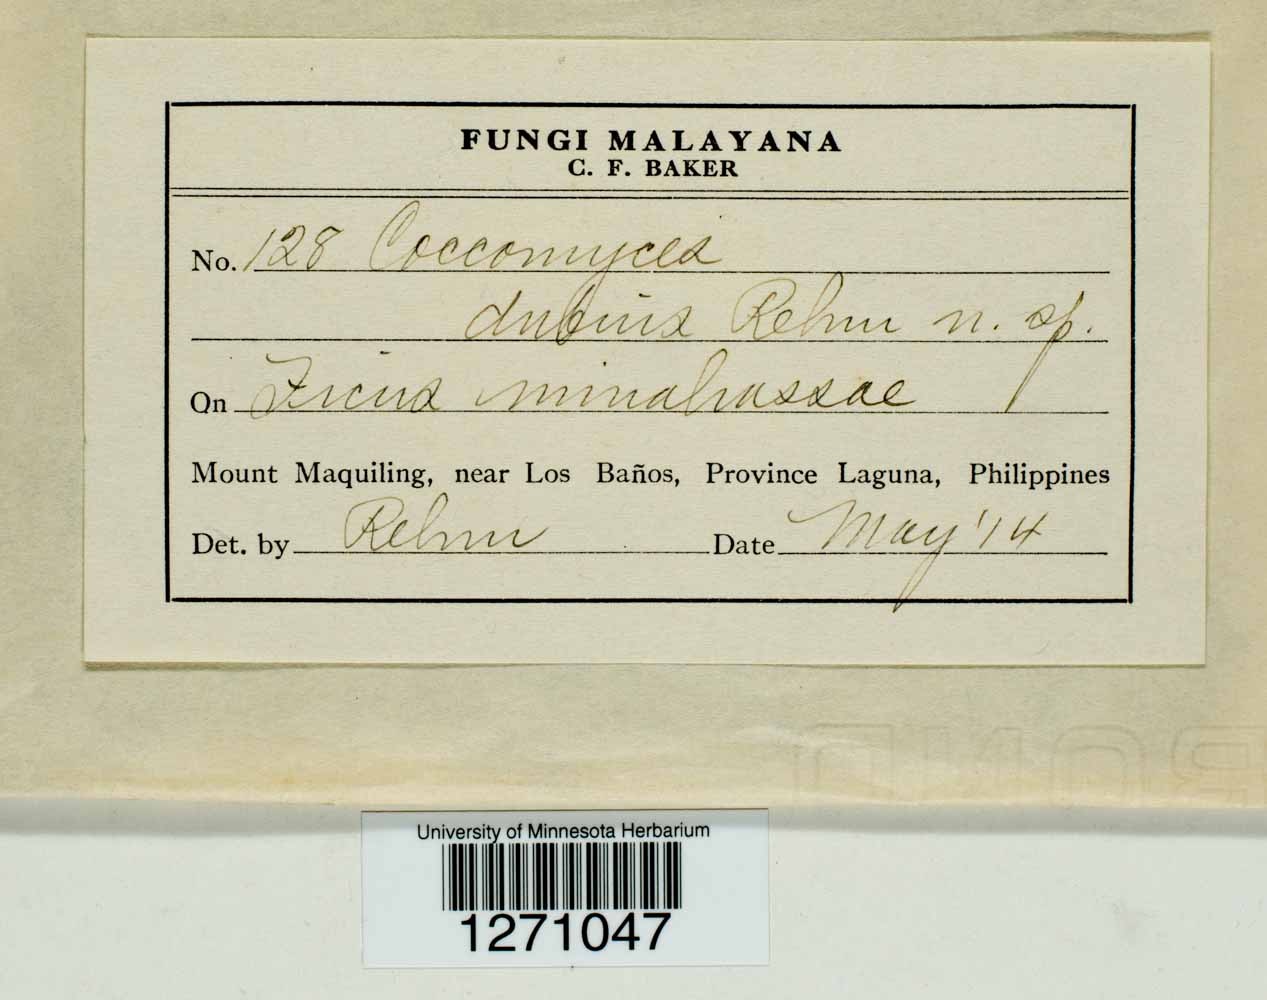 FUNGI MALAYANA
C. F. BAKER
No. 128 Coccomyces
dubius Rehm n. sp.
On Ficus minahassae
Mount Maquiling, near Los Baños, Province Laguna, Philippines
Det. by Rehm Date May '14
BOND
University of Minnesota Herbarium
1271047